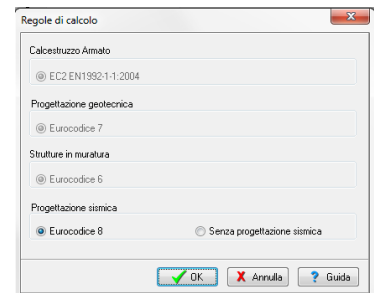 Regole di calcolo
Calcestruzzo Armato
EC2 EN1992-1-1:2004
Progettazione geotecnica
Eurocodice 7
Strutture in muratura
Eurocodice 6
Progettazione sismica
Eurocodice 8 Senza progettazione sismica
OK Annulla ? Guida